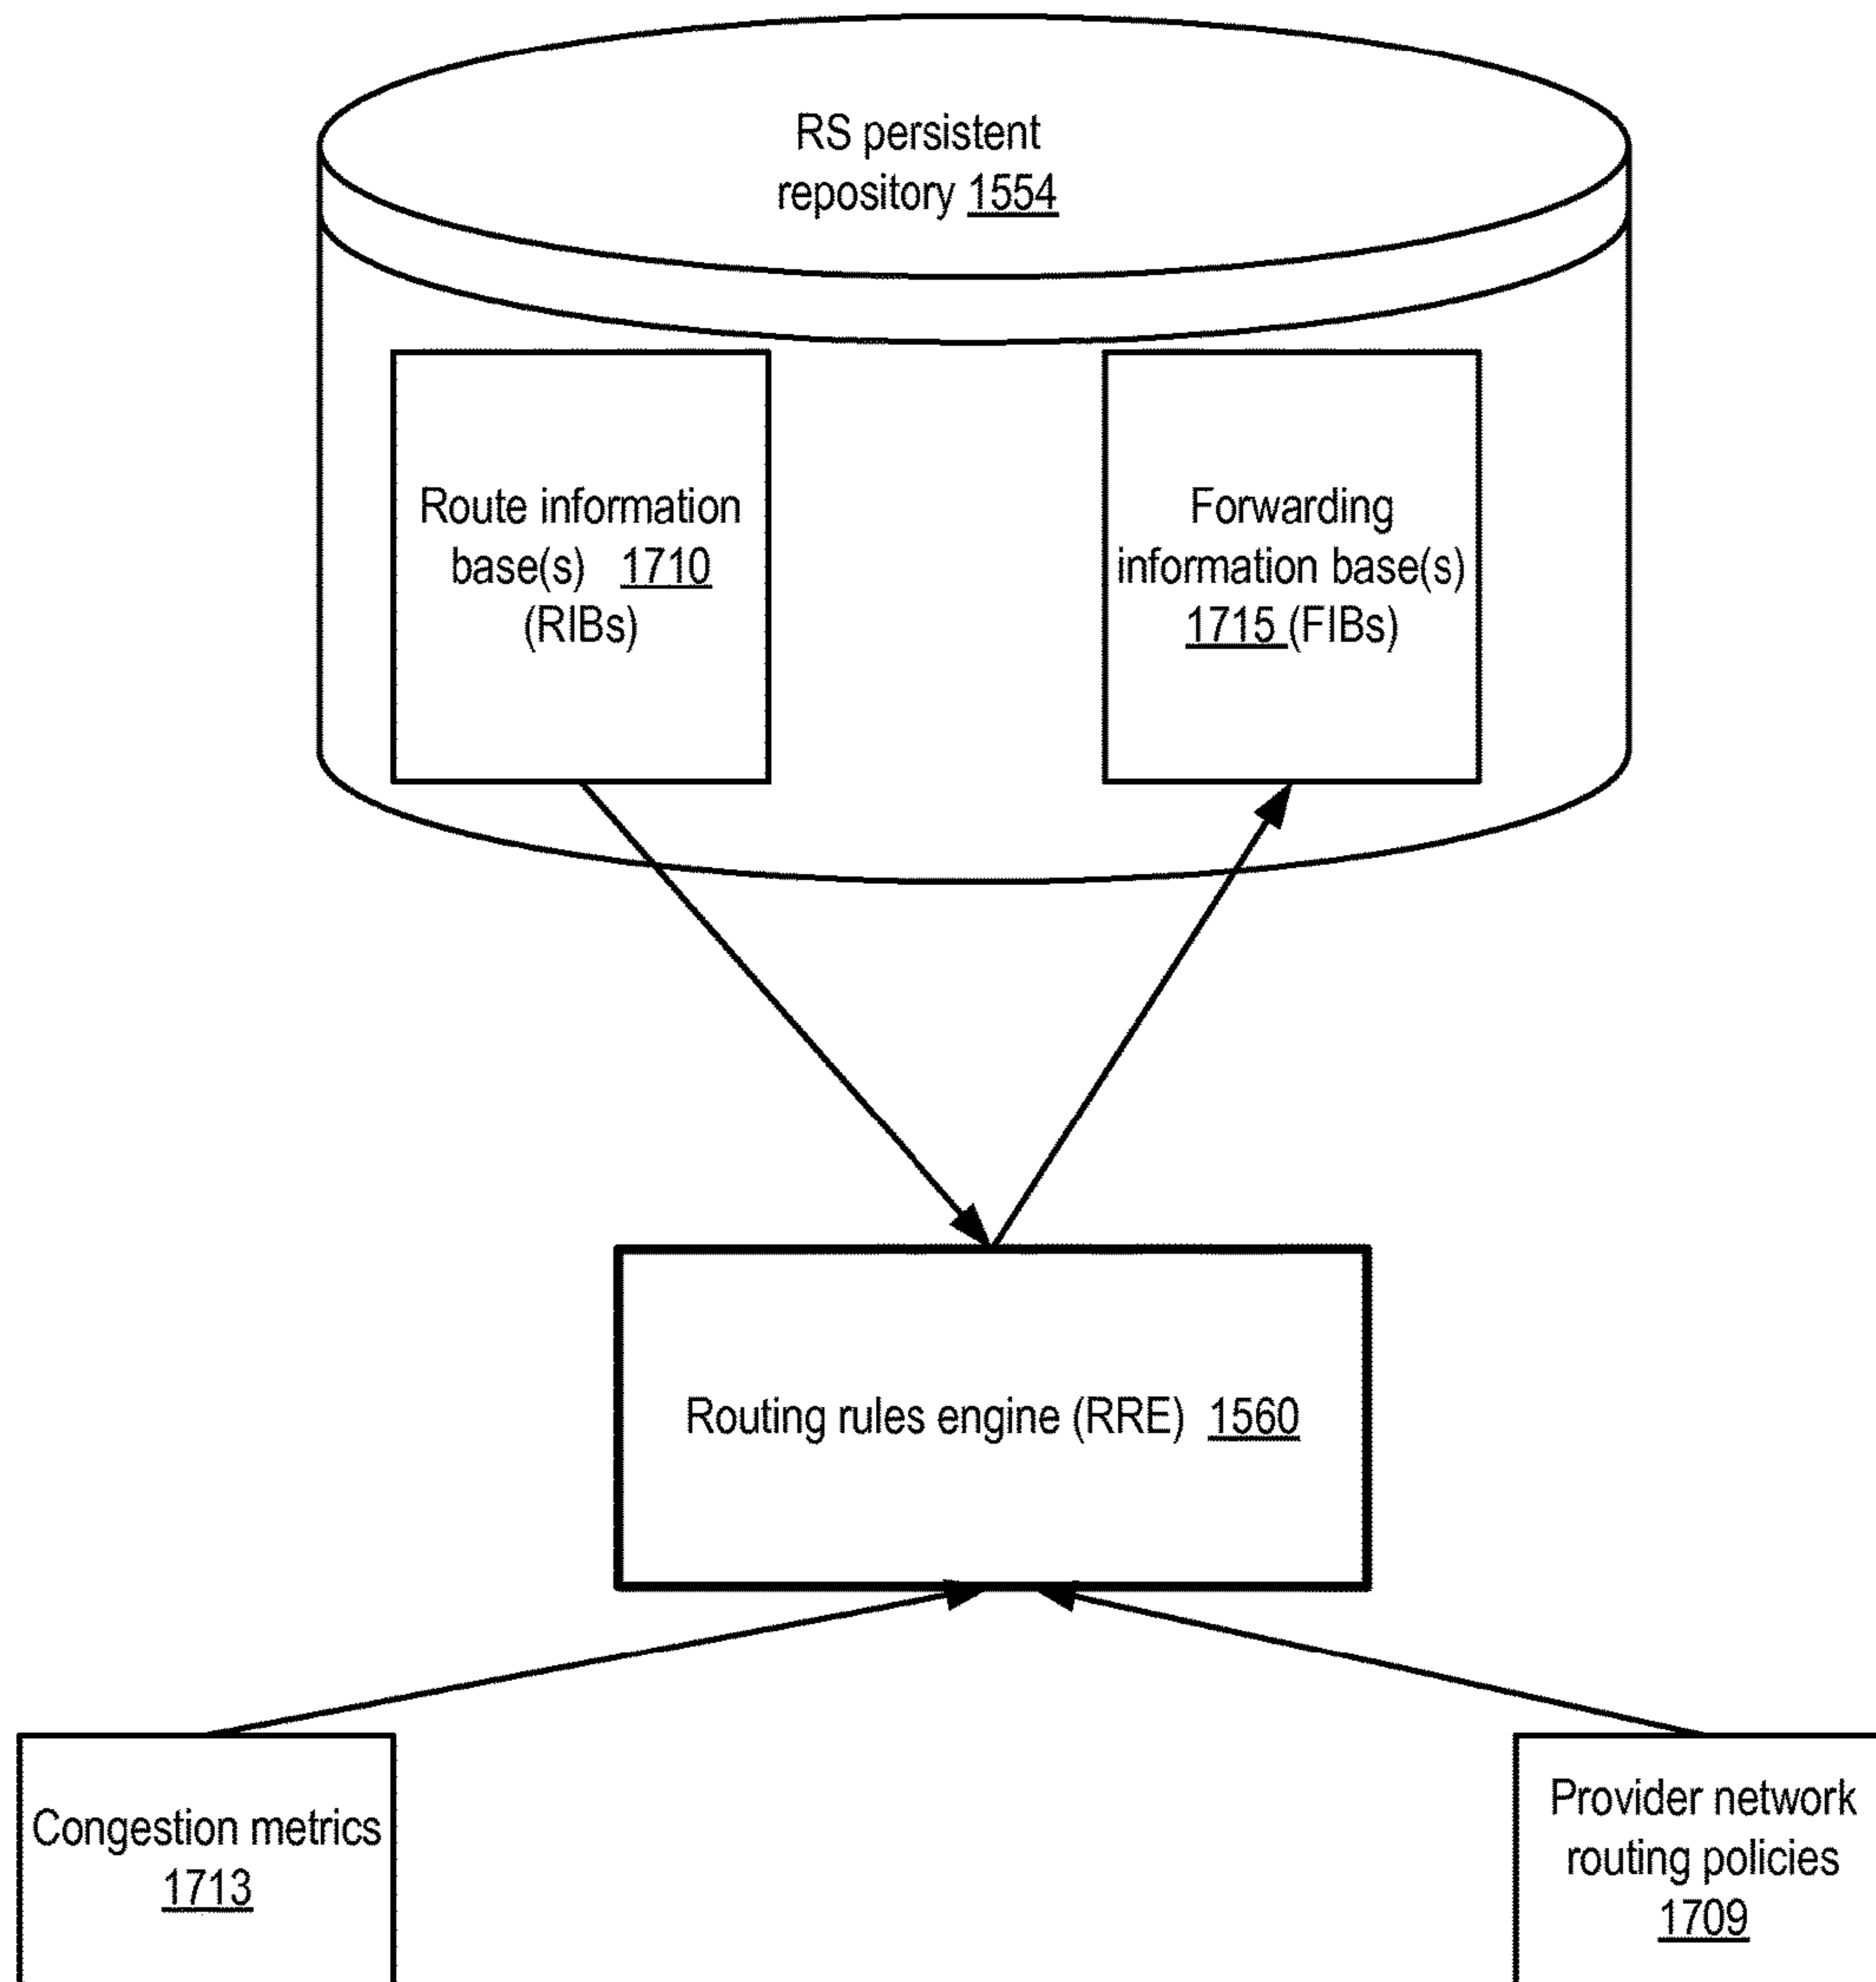 RS persistent
repository 1554
Route information
base(s) 1710
(RIBs)
Forwarding
information base(s)
1715 (FIBs)
Routing rules engine (RRE) 1560
Congestion metrics
1713
Provider network
routing policies
1709